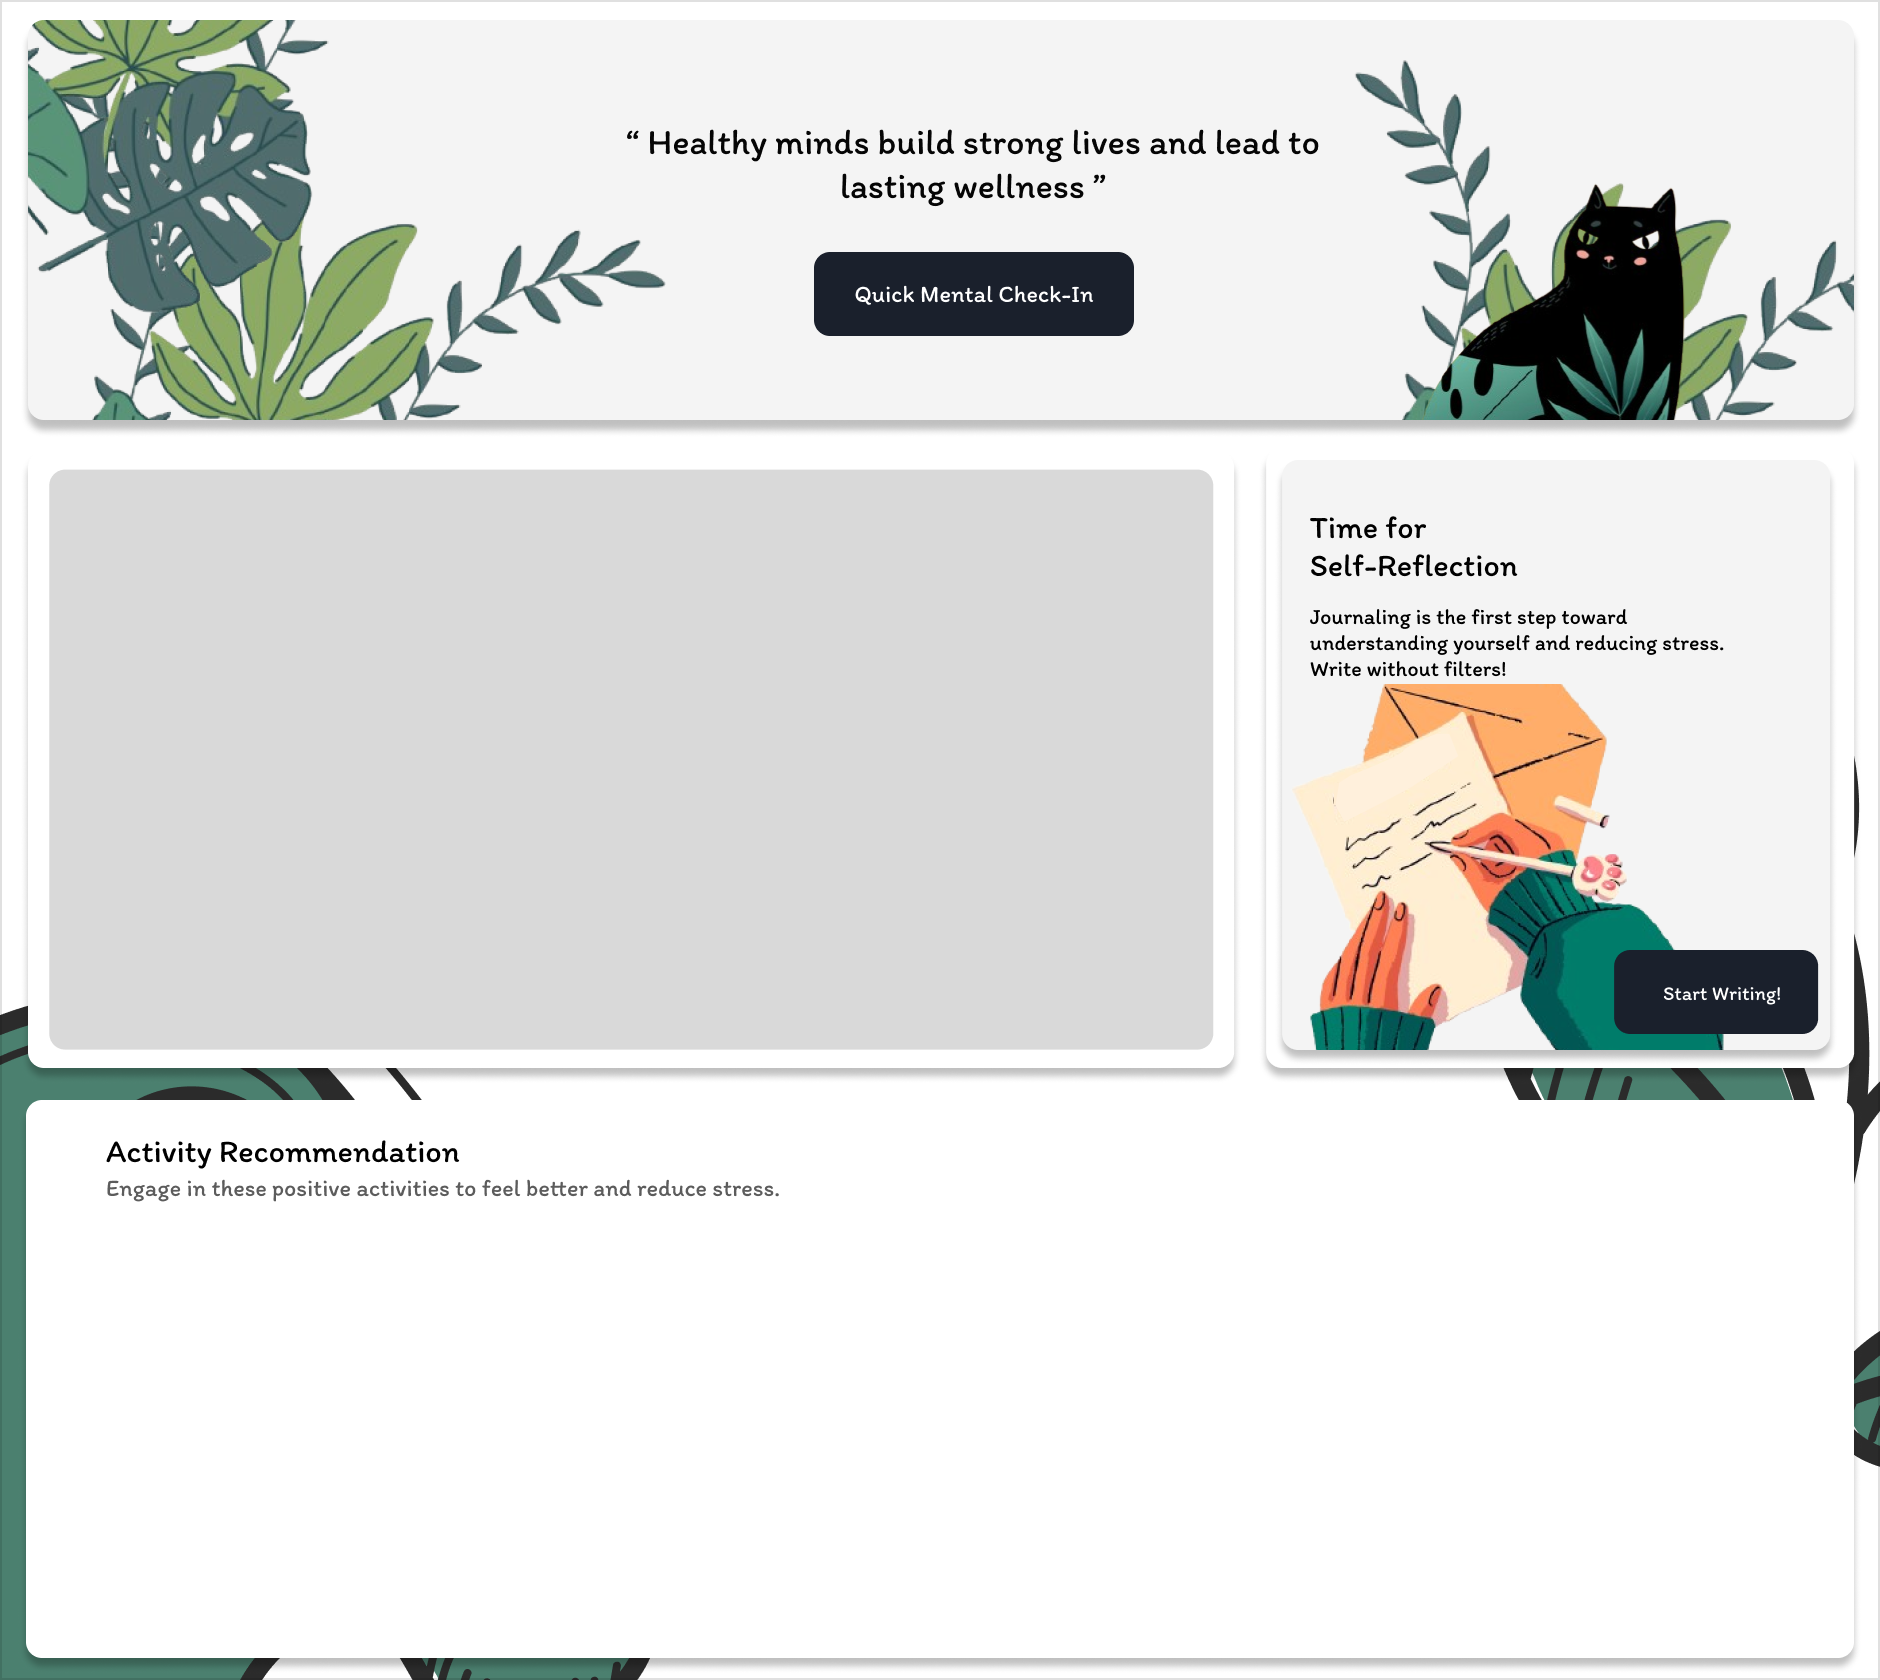 “ Healthy minds build strong lives and lead to
lasting wellness ”
Quick Mental Check-In
Time for
Self-Reflection
Journaling is the first step toward
understanding yourself and reducing stress.
Write without filters!
Start Writing!
Activity Recommendation
Engage in these positive activities to feel better and reduce stress.